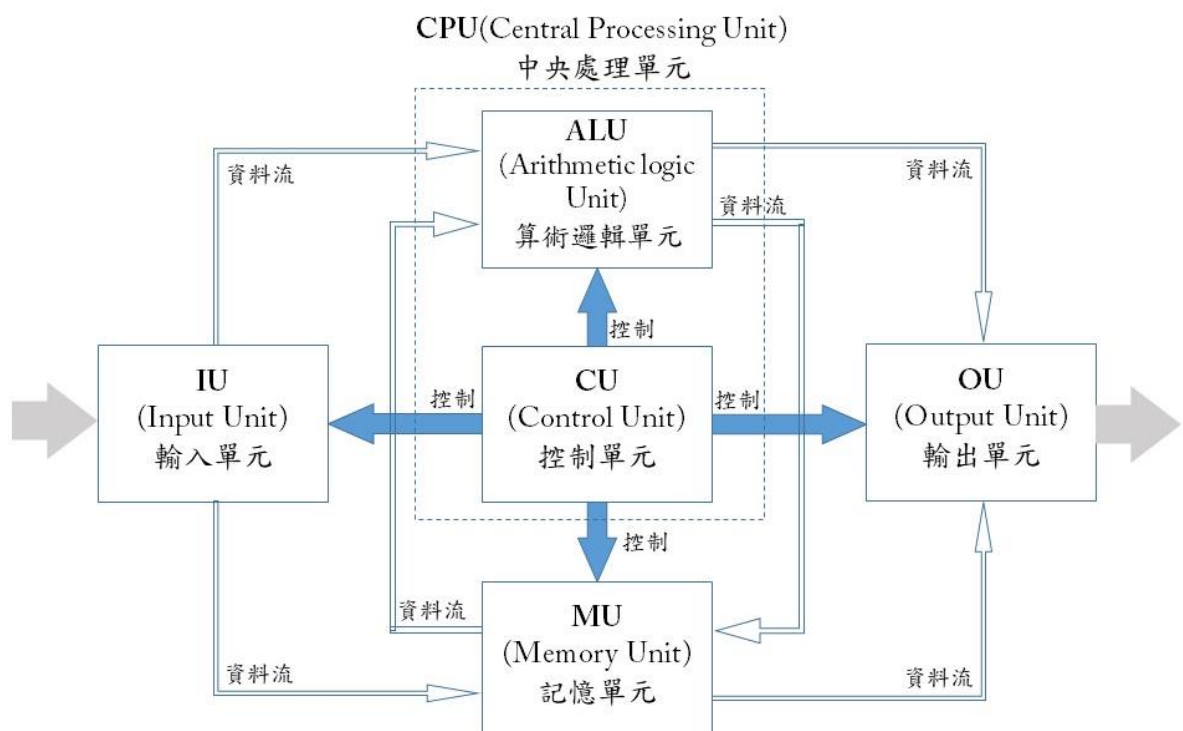 CPU(Central Processing Unit)
中央處理單元
ALU
(Arithmetic logic
Unit)
算術邏輯單元
資料流
資料流
資料流
控制
IU
(Input Unit)
輸入單元
控制
CU
(Control Unit)
控制單元
控制
OU
(Output Unit)
輸出單元
控制
資料流
MU
(Memory Unit)
記憶單元
資料流
資料流